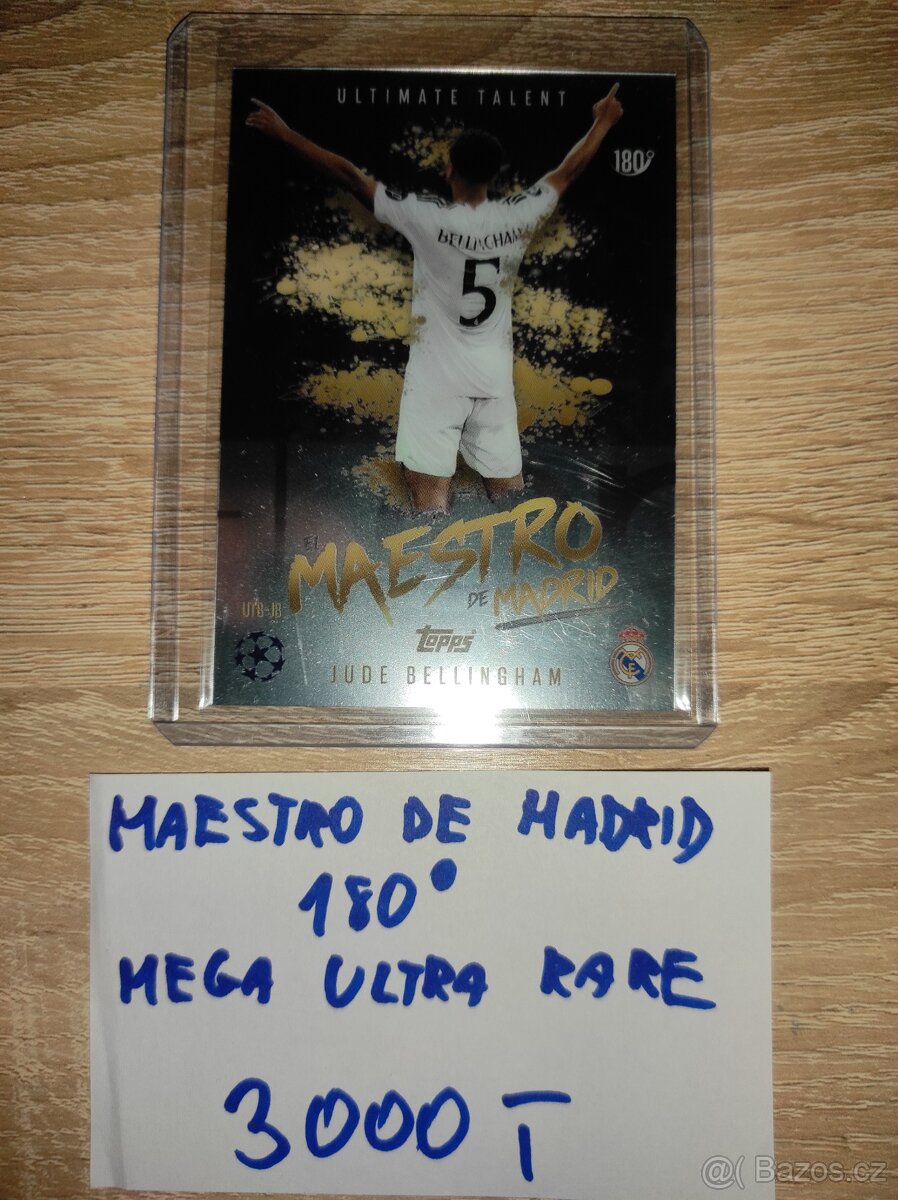 ULTIMATE TALENT
180°
BELLINGHAM
5
EL
MAESTRO
DE MADRID
UTB-JB
topps
JUDE BELLINGHAM
MAESTRO DE MADRID
180°
MEGA ULTRA RARE
3000 T
@( Bazos.cz